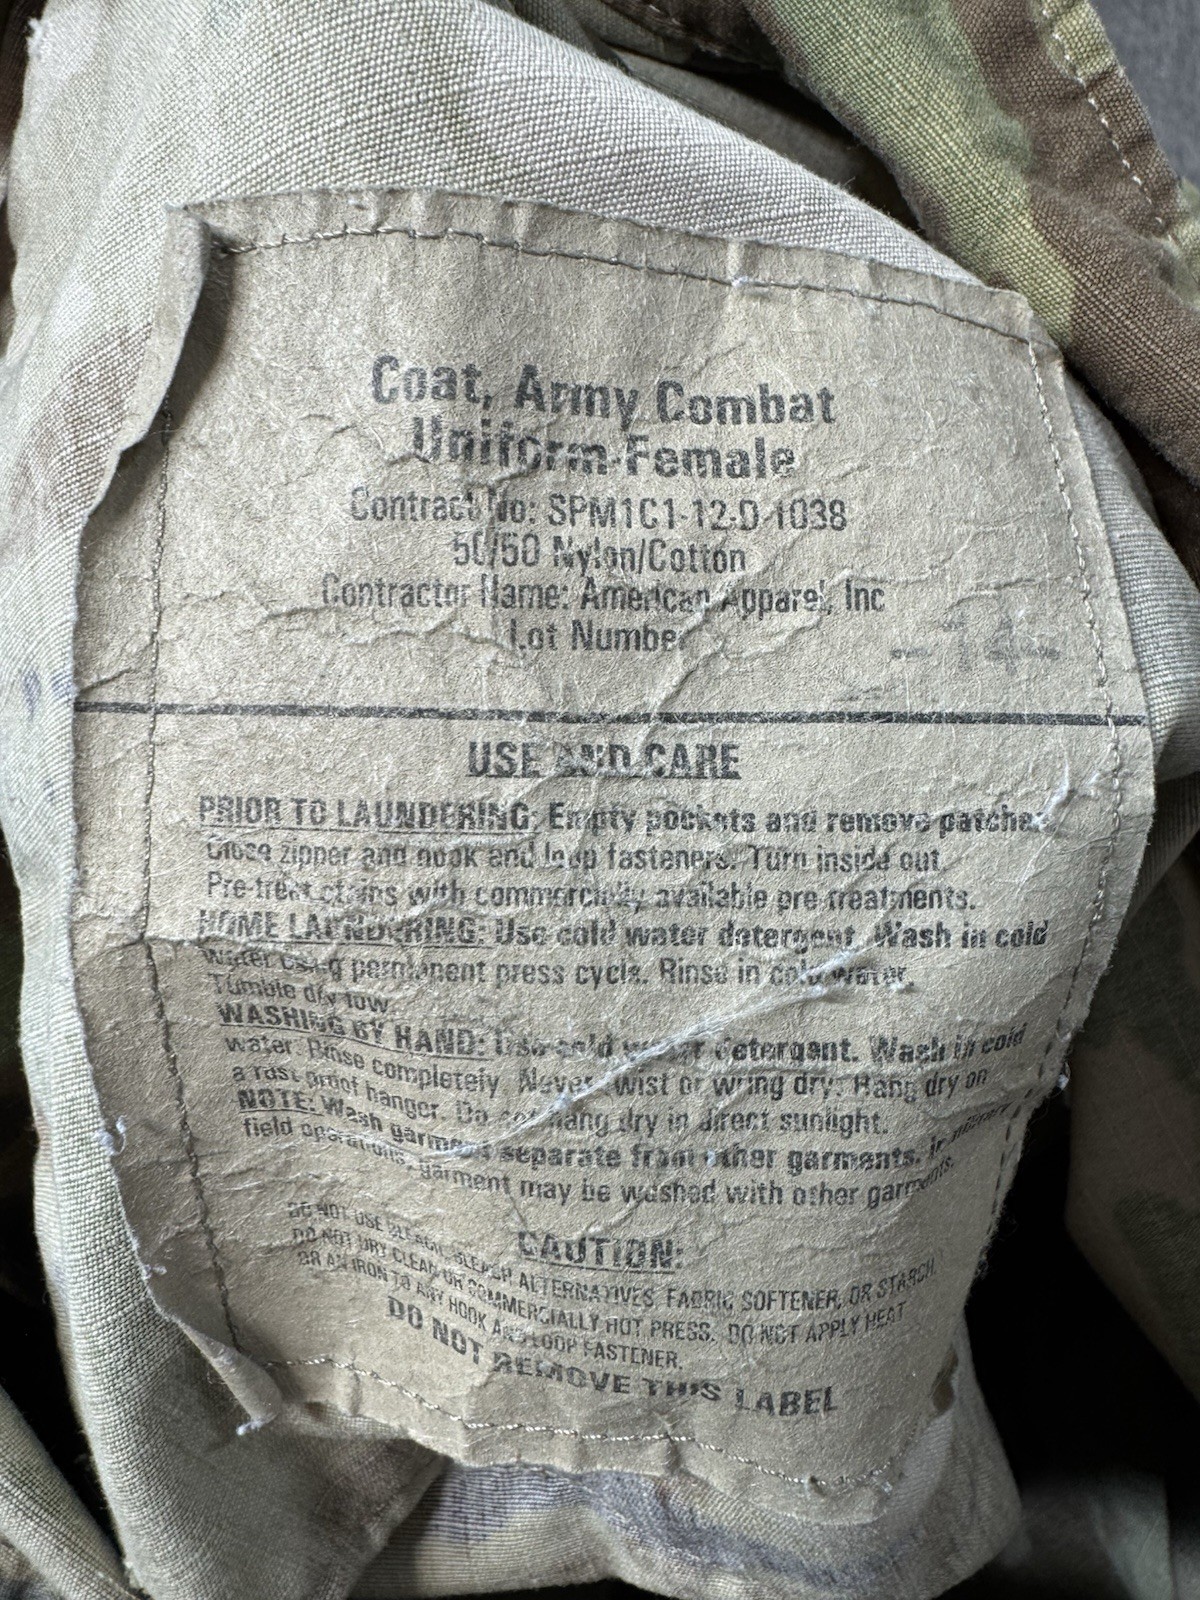 Coat, Army Combat
Uniform-Female
Contract No: SPM1C1-12-D-1038
50/50 Nylon/Cotton
Contractor Name: American Apparel, Inc
Lot Number
-14-
USE AND CARE
PRIOR TO LAUNDERING: Empty pockets and remove patches
Close zipper and hook and loop fasteners. Turn inside out.
Pre-treat stains with commercially available pre-treatments.
HOME LAUNDERING: Use cold water detergent. Wash in cold
water using permanent press cycle. Rinse in cold water.
Tumble dry low.
WASHING BY HAND: Use cold water detergent. Wash in cold
water. Rinse completely. Never twist or wring dry. Hang dry on
a rust proof hanger. Do not hang dry in direct sunlight.
NOTE: Wash garment separate from other garments. In military
field operations, garment may be washed with other garments.
CAUTION:
DO NOT USE BLEACH, BLEACH ALTERNATIVES, FABRIC SOFTENER, OR STARCH.
DO NOT DRY CLEAN OR COMMERCIALLY HOT PRESS. DO NOT APPLY HEAT
OR AN IRON TO ANY HOOK AND LOOP FASTENER.
DO NOT REMOVE THIS LABEL